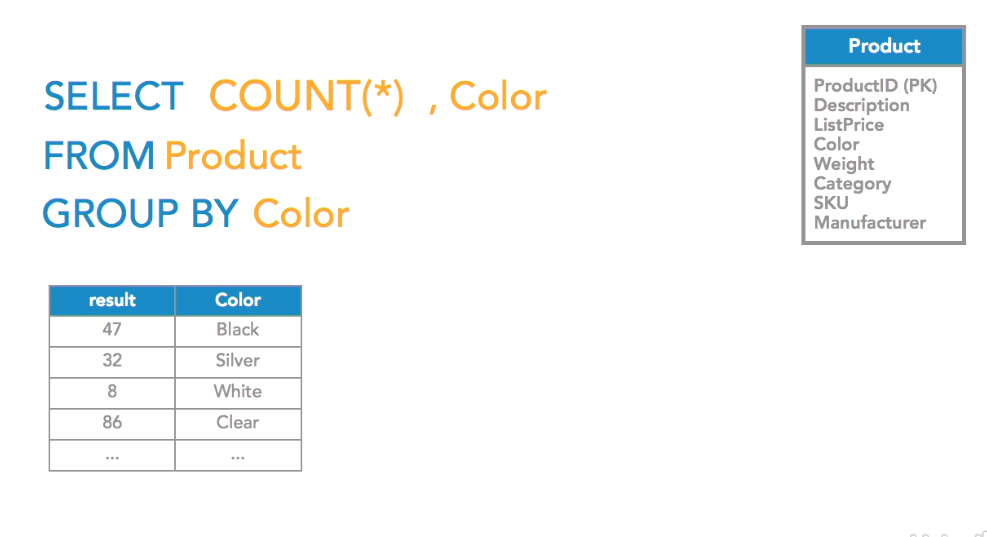 SELECT COUNT(*) , Color
FROM Product
GROUP BY Color
Product
ProductID (PK)
Description
ListPrice
Color
Weight
Category
SKU
Manufacturer
result Color
47 Black
32 Silver
8 White
86 Clear
... ...